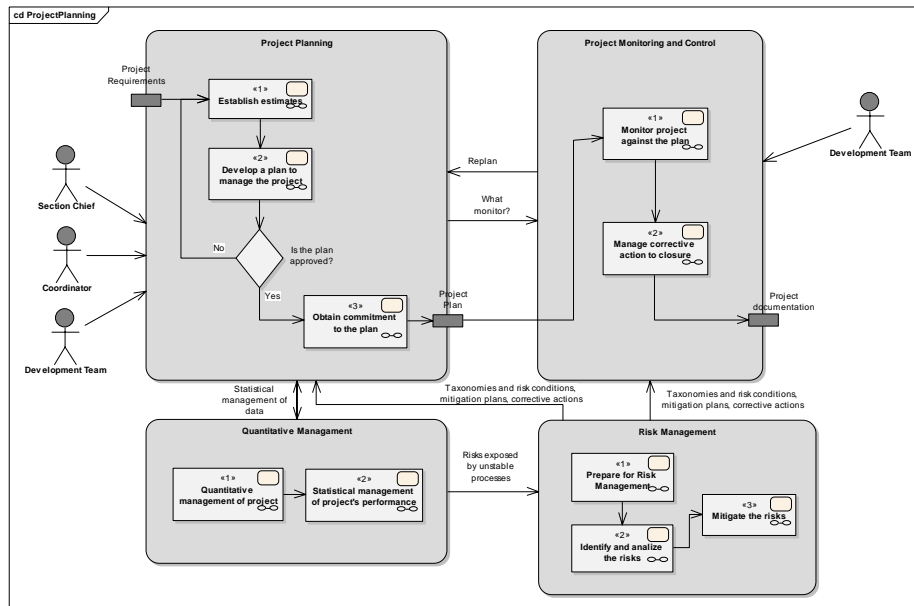 cd ProjectPlanning
Project Planning
Project Monitoring and Control
Project
Requirements
«1»
Establish estimates
«2»
Develop a plan to
manage the project
No
Is the plan
approved?
Yes
«3»
Obtain commitment
to the plan
Project
Plan
Section Chief
Coordinator
Development Team
Replan
What
monitor?
«1»
Monitor project
against the plan
«2»
Manage corrective
action to closure
Project
documentation
Development Team
Statistical
management of
data
Taxonomies and risk conditions,
mitigation plans, corrective actions
Taxonomies and risk conditions,
mitigation plans, corrective actions
Quantitative Managament
«1»
Quantitative
management of project
«2»
Statistical management
of project's performance
Risks exposed
by unstable
processes
Risk Management
«1»
Prepare for Risk
Management
«2»
Identify and analize
the risks
«3»
Mitigate the risks